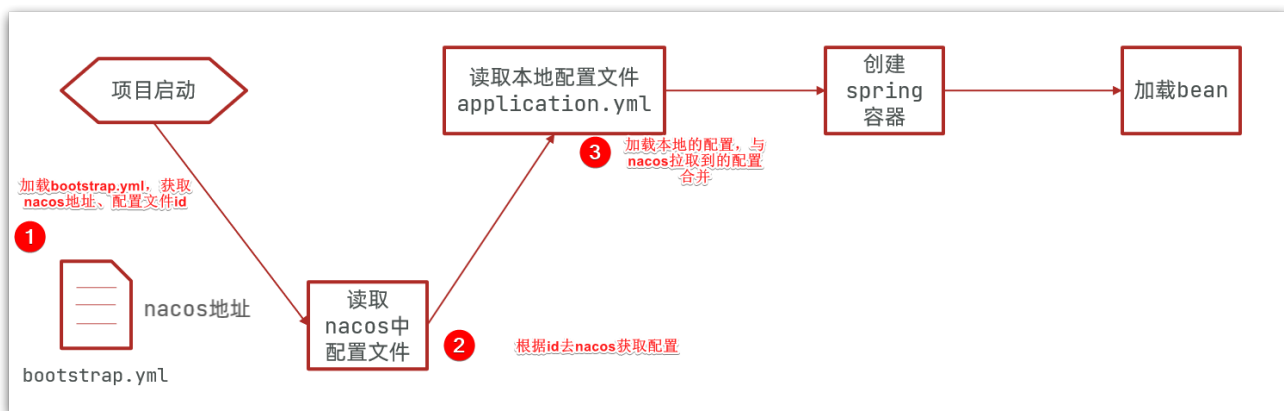 项目启动
加载bootstrap.yml，获取
nacos地址、配置文件id
1
nacos地址
bootstrap.yml
读取
nacos中
配置文件
2
根据id去nacos获取配置
读取本地配置文件
application.yml
3
加载本地的配置，与
nacos拉取到的配置
合并
创建
spring
容器
加载bean